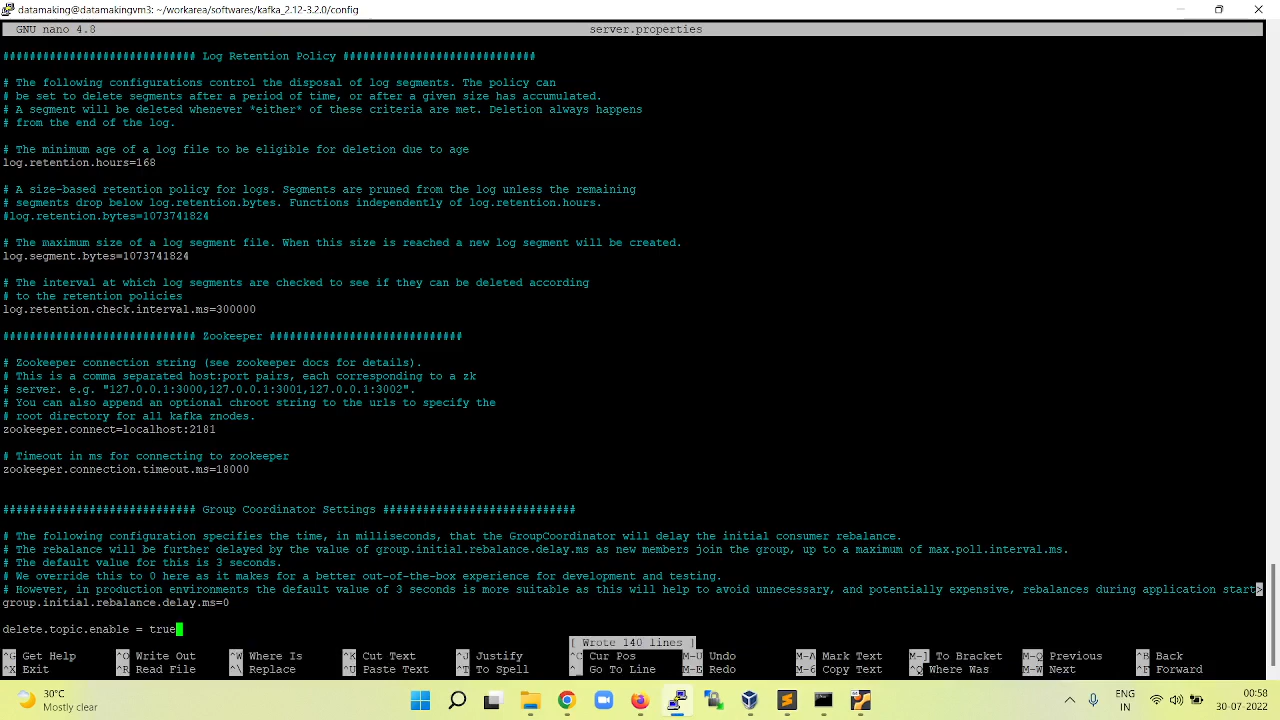 datamaking@datamakingvm3: ~/workarea/softwares/kafka_2.12-3.2.0/config
GNU nano 4.8 server.properties
############################# Log Retention Policy #############################
# The following configurations control the disposal of log segments. The policy can
# be set to delete segments after a period of time, or after a given size has accumulated.
# A segment will be deleted whenever *either* of these criteria are met. Deletion always happens
# from the end of the log.
# The minimum age of a log file to be eligible for deletion due to age
log.retention.hours=168
# A size-based retention policy for logs. Segments are pruned from the log unless the remaining
# segments drop below log.retention.bytes. Functions independently of log.retention.hours.
#log.retention.bytes=1073741824
# The maximum size of a log segment file. When this size is reached a new log segment will be created.
log.segment.bytes=1073741824
# The interval at which log segments are checked to see if they can be deleted according
# to the retention policies
log.retention.check.interval.ms=300000
############################# Zookeeper #############################
# Zookeeper connection string (see zookeeper docs for details).
# This is a comma separated host:port pairs, each corresponding to a zk
# server. e.g. "127.0.0.1:3000,127.0.0.1:3001,127.0.0.1:3002".
# You can also append an optional chroot string to the urls to specify the
# root directory for all kafka znodes.
zookeeper.connect=localhost:2181
# Timeout in ms for connecting to zookeeper
zookeeper.connection.timeout.ms=18000
############################# Group Coordinator Settings #############################
# The following configuration specifies the time, in milliseconds, that the GroupCoordinator will delay the initial consumer rebalance.
# The rebalance will be further delayed by the value of group.initial.rebalance.delay.ms as new members join the group, up to a maximum of max.poll.interval.ms.
# The default value for this is 3 seconds.
# We override this to 0 here as it makes for a better out-of-the-box experience for development and testing.
# However, in production environments the default value of 3 seconds is more suitable as this will help to avoid unnecessary, and potentially expensive, rebalances during application start>
group.initial.rebalance.delay.ms=0
delete.topic.enable = true
[ Wrote 140 lines ]
^G Get Help ^O Write Out ^W Where Is ^K Cut Text ^J Justify ^C Cur Pos M-U Undo M-A Mark Text M-] To Bracket M-Q Previous ^B Back
^X Exit ^R Read File ^\ Replace ^U Paste Text ^T To Spell ^_ Go To Line M-E Redo M-6 Copy Text ^Q Where Was M-W Next ^F Forward
30°C
Mostly clear
ENG
IN
00:58
30-07-2022